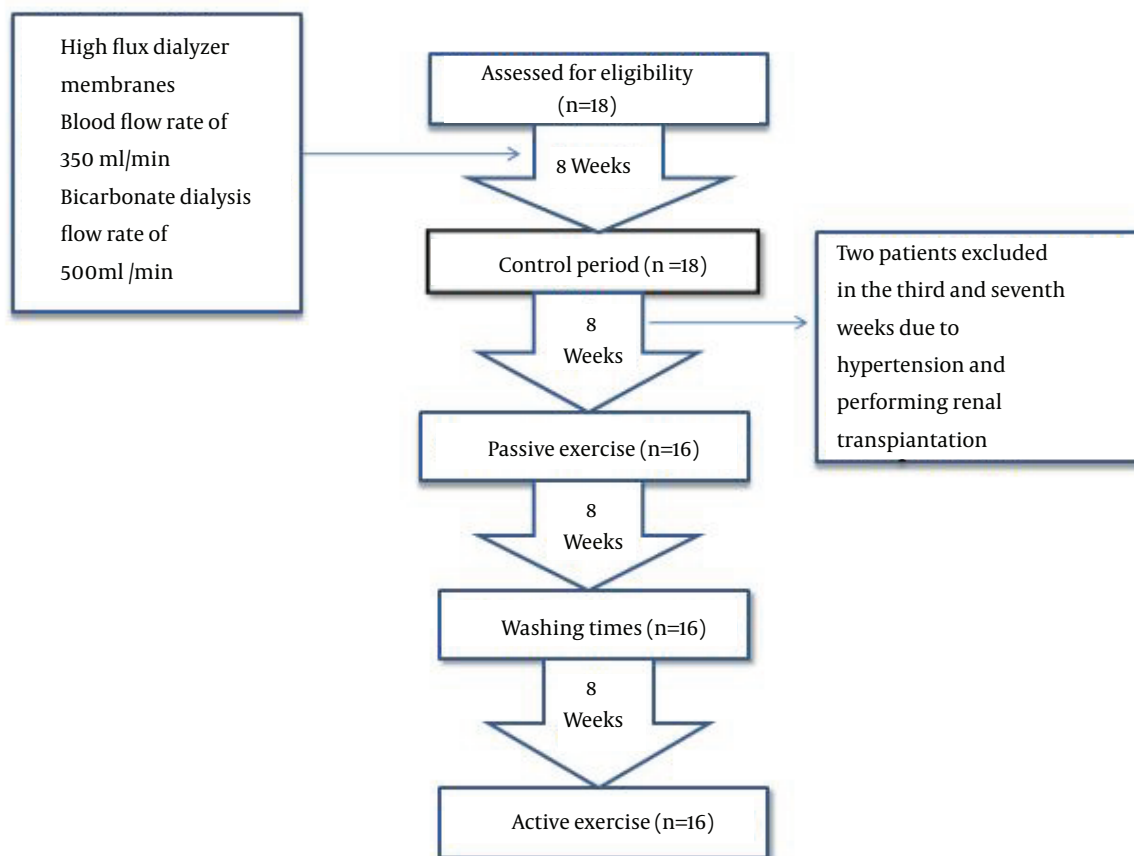 High flux dialyzer
membranes
Blood flow rate of
350 ml/min
Bicarbonate dialysis
flow rate of
500ml /min
Assessed for eligibility
(n=18)
8 Weeks
Control period (n =18)
Two patients excluded
in the third and seventh
weeks due to
hypertension and
performing renal
transpiantation
8
Weeks
Passive exercise (n=16)
8
Weeks
Washing times (n=16)
8
Weeks
Active exercise (n=16)